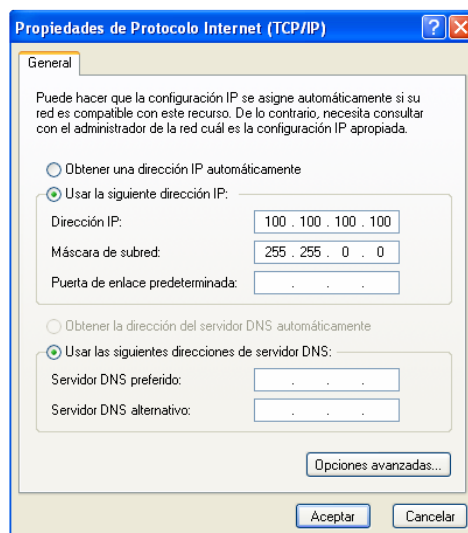 Propiedades de Protocolo Internet (TCP/IP)
General
Puede hacer que la configuración IP se asigne automáticamente si su
red es compatible con este recurso. De lo contrario, necesita consultar
con el administrador de la red cuál es la configuración IP apropiada.
Obtener una dirección IP automáticamente
Usar la siguiente dirección IP:
Dirección IP: 100 . 100 . 100 . 100
Máscara de subred: 255 . 255 . 0 . 0
Puerta de enlace predeterminada: . . .
Obtener la dirección del servidor DNS automáticamente
Usar las siguientes direcciones de servidor DNS:
Servidor DNS preferido: . . .
Servidor DNS alternativo: . . .
Opciones avanzadas...
Aceptar Cancelar